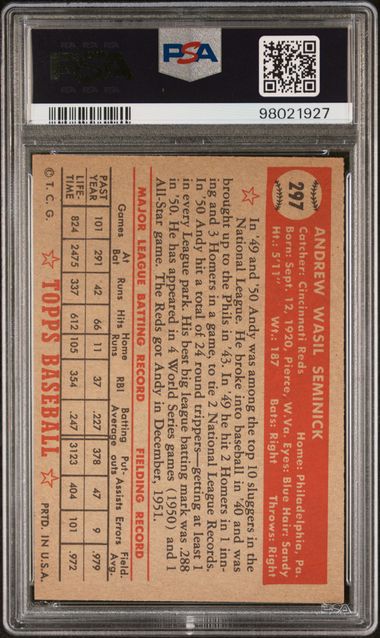 PSA
98021927
297
ANDREW WASIL SEMINICK
Catcher: Cincinnati Reds Home: Philadelphia, Pa.
Born: Sept. 12, 1920, Pierce, W.Va. Eyes: Blue Hair: Sandy
Ht.: 5'11" Wt.: 187 Bats: Right Throws: Right
In '49 and '50 Andy was among the top 10 sluggers in the
National League. He broke into baseball in '40 and was
brought up to the Phils in '43. In '49 he hit 2 Homers in 1 inn-
ing and 3 Homers in a game, to tie 2 National League Records.
In '50 Andy hit a total of 24 round trippers—getting at least 1
in every League park. His best big league batting mark was .288
in '50. He has appeared in 4 World Series games (1950) and 1
All-Star game. The Reds got Andy in December, 1951.
MAJOR LEAGUE BATTING RECORD FIELDING RECORD
Games At Bat Runs Hits Home Runs RBI Batting Average Put-outs Assists Errors Field. Avg.
PAST YEAR 101 291 42 66 11 37 .227 378 47 9 .979
LIFE-TIME 824 2475 337 612 105 354 .247 3123 404 101 .972
© T. C. G. TOPPS BASEBALL PRTD. IN U.S.A.